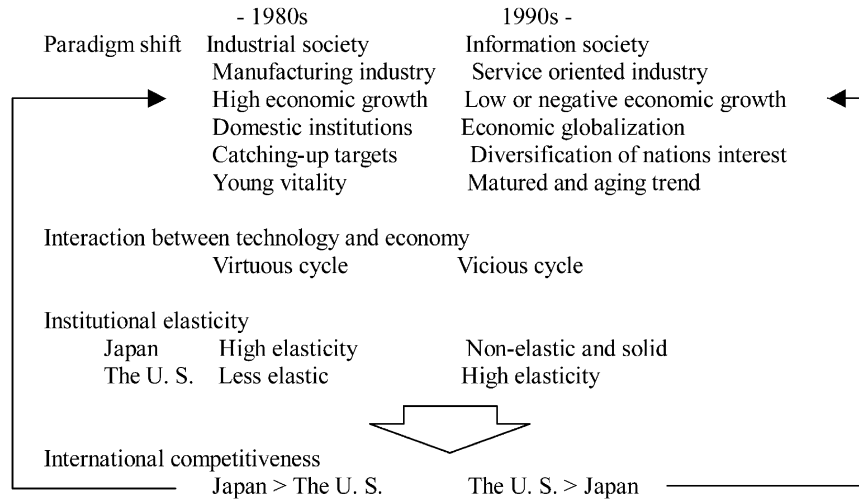 - 1980s 1990s -
Paradigm shift Industrial society Information society
Manufacturing industry Service oriented industry
High economic growth Low or negative economic growth
Domestic institutions Economic globalization
Catching-up targets Diversification of nations interest
Young vitality Matured and aging trend
Interaction between technology and economy
Virtuous cycle Vicious cycle
Institutional elasticity
Japan High elasticity Non-elastic and solid
The U. S. Less elastic High elasticity
International competitiveness
Japan > The U. S. The U. S. > Japan